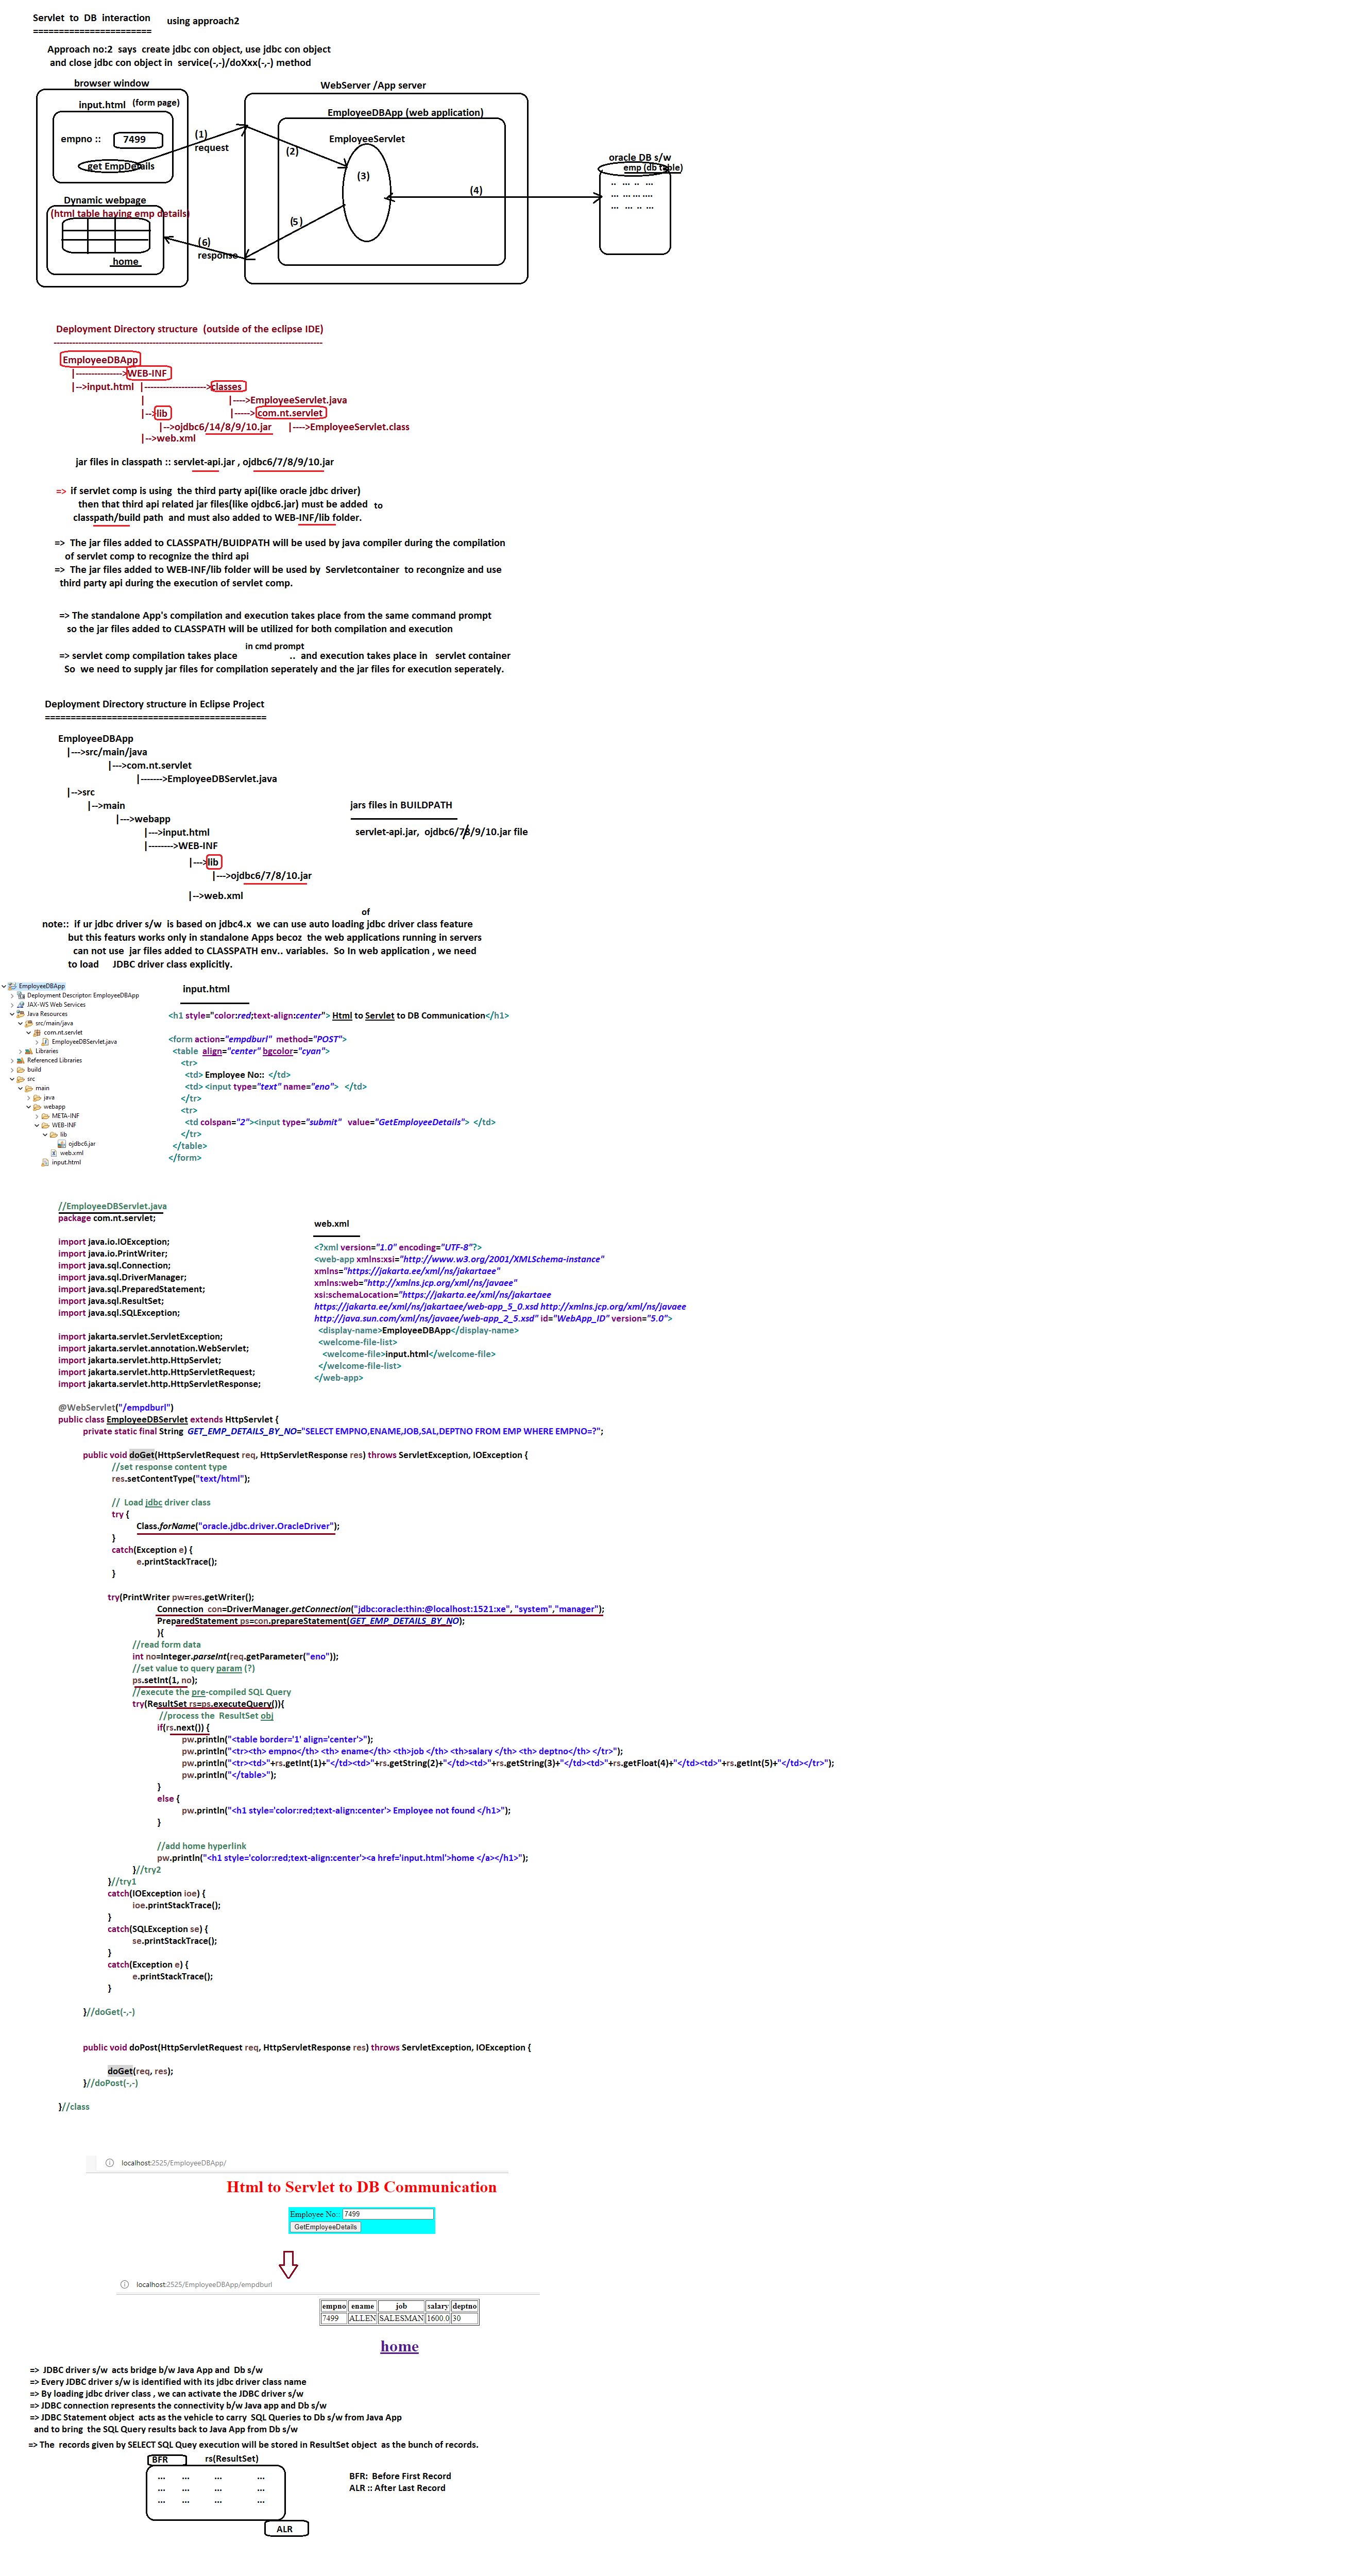 Servlet to DB interaction using approach2
=======================
Approach no:2 says create jdbc con object, use jdbc con object
and close jdbc con object in service(-,-)/doXxx(-,-) method
browser window
WebServer /App server
input.html (form page)
EmployeeDBApp (web application)
empno :: 7499
(1)
request
EmployeeServlet
get EmpDetails
(2)
(3)
(4)
oracle DB s/w
emp (db table)
.. ... .. ...
... ... ... ....
... ... .. ...
Dynamic webpage
(html table having emp details)
(5)
(6)
response
home
Deployment Directory structure (outside of the eclipse IDE)
--------------------------------------------------------------------------------------
EmployeeDBApp
|--------------->WEB-INF
|-->input.html |-------------------->classes
| |---->EmployeeServlet.java
|-->lib |----->com.nt.servlet
|-->ojdbc6/14/8/9/10.jar |---->EmployeeServlet.class
|-->web.xml
jar files in classpath :: servlet-api.jar , ojdbc6/7/8/9/10.jar
=> if servlet comp is using the third party api(like oracle jdbc driver)
then that third api related jar files(like ojdbc6.jar) must be added to
classpath/build path and must also added to WEB-INF/lib folder.
=> The jar files added to CLASSPATH/BUIDPATH will be used by java compiler during the compilation
of servlet comp to recognize the third api
=> The jar files added to WEB-INF/lib folder will be used by Servletcontainer to recongnize and use
third party api during the execution of servlet comp.
=> The standalone App's compilation and execution takes place from the same command prompt
so the jar files added to CLASSPATH will be utilized for both compilation and execution
in cmd prompt
=> servlet comp compilation takes place .. and execution takes place in servlet container
So we need to supply jar files for compilation seperately and the jar files for execution seperately.
Deployment Directory structure in Eclipse Project
===========================================
EmployeeDBApp
|--->src/main/java
|--->com.nt.servlet
|------->EmployeeDBServlet.java
|-->src
|-->main
jars files in BUILDPATH
|--->webapp
|--->input.html
servlet-api.jar, ojdbc6/78/9/10.jar file
|-------->WEB-INF
|--->lib
|--->ojdbc6/7/8/10.jar
|-->web.xml
of
note:: if ur jdbc driver s/w is based on jdbc4.x we can use auto loading jdbc driver class feature
but this featurs works only in standalone Apps becoz the web applications running in servers
can not use jar files added to CLASSPATH env.. variables. So In web application , we need
to load JDBC driver class explicitly.
EmployeeDBApp
Deployment Descriptor: EmployeeDBApp
JAX-WS Web Services
Java Resources
src/main/java
com.nt.servlet
EmployeeDBServlet.java
Libraries
Referenced Libraries
build
src
main
java
webapp
META-INF
WEB-INF
lib
ojdbc6.jar
web.xml
input.html
input.html
<h1 style="color:red;text-align:center"> Html to Servlet to DB Communication</h1>
<form action="empdburl" method="POST">
<table align="center" bgcolor="cyan">
<tr>
<td> Employee No:: </td>
<td> <input type="text" name="eno"> </td>
</tr>
<tr>
<td colspan="2"><input type="submit" value="GetEmployeeDetails"> </td>
</tr>
</table>
</form>
//EmployeeDBServlet.java
package com.nt.servlet;
import java.io.IOException;
import java.io.PrintWriter;
import java.sql.Connection;
import java.sql.DriverManager;
import java.sql.PreparedStatement;
import java.sql.ResultSet;
import java.sql.SQLException;
import jakarta.servlet.ServletException;
import jakarta.servlet.annotation.WebServlet;
import jakarta.servlet.http.HttpServlet;
import jakarta.servlet.http.HttpServletRequest;
import jakarta.servlet.http.HttpServletResponse;
web.xml
<?xml version="1.0" encoding="UTF-8"?>
<web-app xmlns:xsi="http://www.w3.org/2001/XMLSchema-instance"
xmlns="https://jakarta.ee/xml/ns/jakartaee"
xmlns:web="http://xmlns.jcp.org/xml/ns/javaee"
xsi:schemaLocation="https://jakarta.ee/xml/ns/jakartaee
https://jakarta.ee/xml/ns/jakartaee/web-app_5_0.xsd http://xmlns.jcp.org/xml/ns/javaee
http://java.sun.com/xml/ns/javaee/web-app_2_5.xsd" id="WebApp_ID" version="5.0">
<display-name>EmployeeDBApp</display-name>
<welcome-file-list>
<welcome-file>input.html</welcome-file>
</welcome-file-list>
</web-app>
@WebServlet("/empdburl")
public class EmployeeDBServlet extends HttpServlet {
private static final String GET_EMP_DETAILS_BY_NO="SELECT EMPNO,ENAME,JOB,SAL,DEPTNO FROM EMP WHERE EMPNO=?";
public void doGet(HttpServletRequest req, HttpServletResponse res) throws ServletException, IOException {
//set response content type
res.setContentType("text/html");
// Load jdbc driver class
try {
Class.forName("oracle.jdbc.driver.OracleDriver");
}
catch(Exception e) {
e.printStackTrace();
}
try(PrintWriter pw=res.getWriter();
Connection con=DriverManager.getConnection("jdbc:oracle:thin:@localhost:1521:xe", "system","manager");
PreparedStatement ps=con.prepareStatement(GET_EMP_DETAILS_BY_NO);
){
//read form data
int no=Integer.parseInt(req.getParameter("eno"));
//set value to query param (?)
ps.setInt(1, no);
//execute the pre-compiled SQL Query
try(ResultSet rs=ps.executeQuery()){
//process the ResultSet obj
if(rs.next()) {
pw.println("<table border='1' align='center'>");
pw.println("<tr><th> empno</th> <th> ename</th> <th>job </th> <th>salary </th> <th> deptno</th> </tr>");
pw.println("<tr><td>"+rs.getInt(1)+"</td><td>"+rs.getString(2)+"</td><td>"+rs.getString(3)+"</td><td>"+rs.getFloat(4)+"</td><td>"+rs.getInt(5)+"</td></tr>");
pw.println("</table>");
}
else {
pw.println("<h1 style='color:red;text-align:center'> Employee not found </h1>");
}
//add home hyperlink
pw.println("<h1 style='color:red;text-align:center'><a href='input.html'>home </a></h1>");
}//try2
}//try1
catch(IOException ioe) {
ioe.printStackTrace();
}
catch(SQLException se) {
se.printStackTrace();
}
catch(Exception e) {
e.printStackTrace();
}
}//doGet(-,-)
public void doPost(HttpServletRequest req, HttpServletResponse res) throws ServletException, IOException {
doGet(req, res);
}//doPost(-,-)
}//class
localhost:2525/EmployeeDBApp/
Html to Servlet to DB Communication
Employee No:: 7499
GetEmployeeDetails
localhost:2525/EmployeeDBApp/empdburl
empno ename job salary deptno
7499 ALLEN SALESMAN 1600.0 30
home
=> JDBC driver s/w acts bridge b/w Java App and Db s/w
=> Every JDBC driver s/w is identified with its jdbc driver class name
=> By loading jdbc driver class , we can activate the JDBC driver s/w
=> JDBC connection represents the connectivity b/w Java app and Db s/w
=> JDBC Statement object acts as the vehicle to carry SQL Queries to Db s/w from Java App
and to bring the SQL Query results back to Java App from Db s/w
=> The records given by SELECT SQL Quey execution will be stored in ResultSet object as the bunch of records.
BFR rs(ResultSet)
... ... ... ...
... ... ... ...
... ... ... ...
BFR: Before First Record
ALR :: After Last Record
ALR